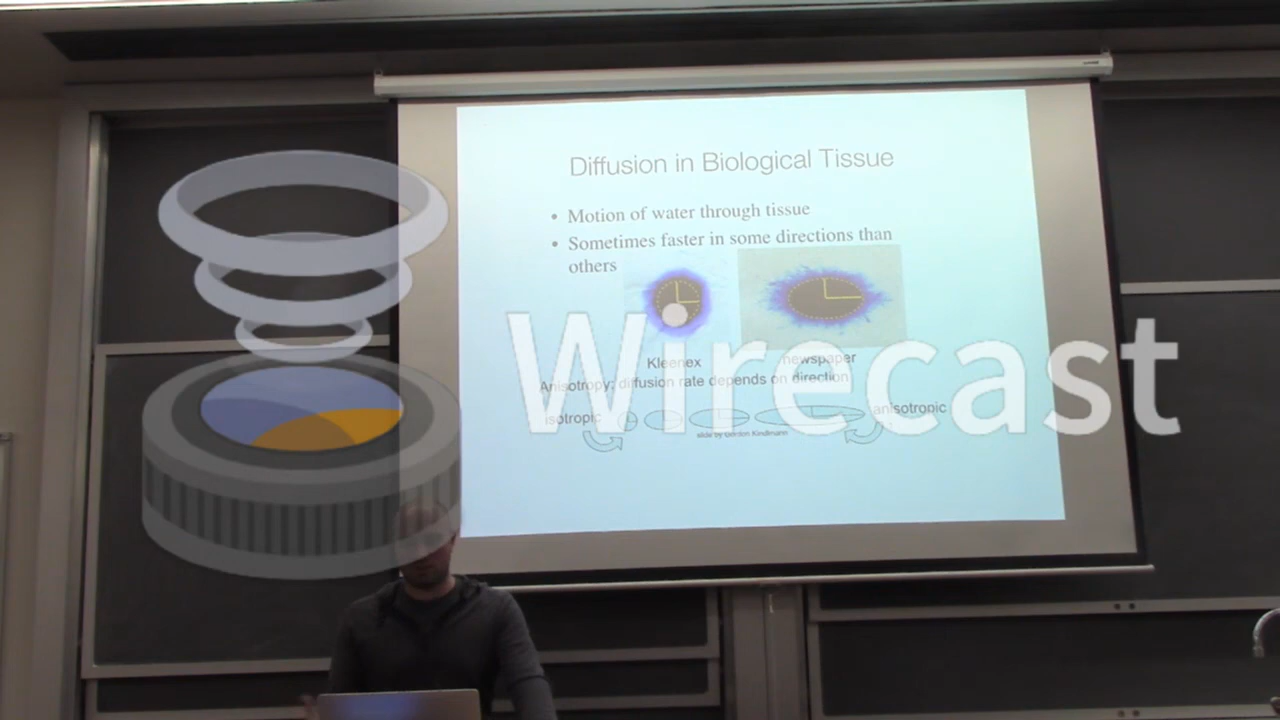 Diffusion in Biological Tissue
• Motion of water through tissue
• Sometimes faster in some directions than
others
Kleenex newspaper
Anisotropy: diffusion rate depends on direction
isotropic anisotropic
slide by Gordon Kindlmann
Wirecast